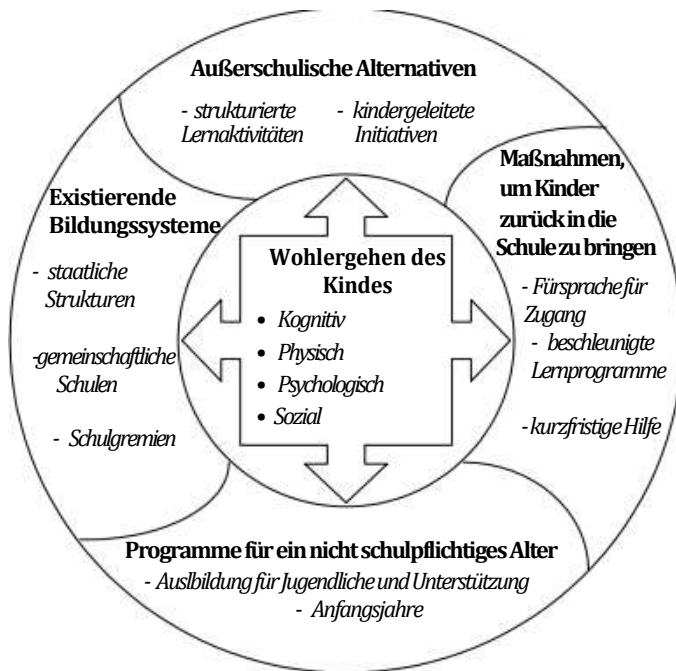 Außerschulische Alternativen
- strukturierte
Lernaktivitäten
- kindergeleitete
Initiativen
Maßnahmen,
um Kinder
zurück in die
Schule zu bringen
- Fürsprache für
Zugang
- beschleunigte
Lernprogramme
- kurzfristige Hilfe
Existierende
Bildungssysteme
- staatliche
Strukturen
-gemeinschaftliche
Schulen
- Schulgremien
Wohlergehen des
Kindes
• Kognitiv
• Physisch
• Psychologisch
• Sozial
Programme für ein nicht schulpflichtiges Alter
- Auslbildung für Jugendliche und Unterstützung
- Anfangsjahre